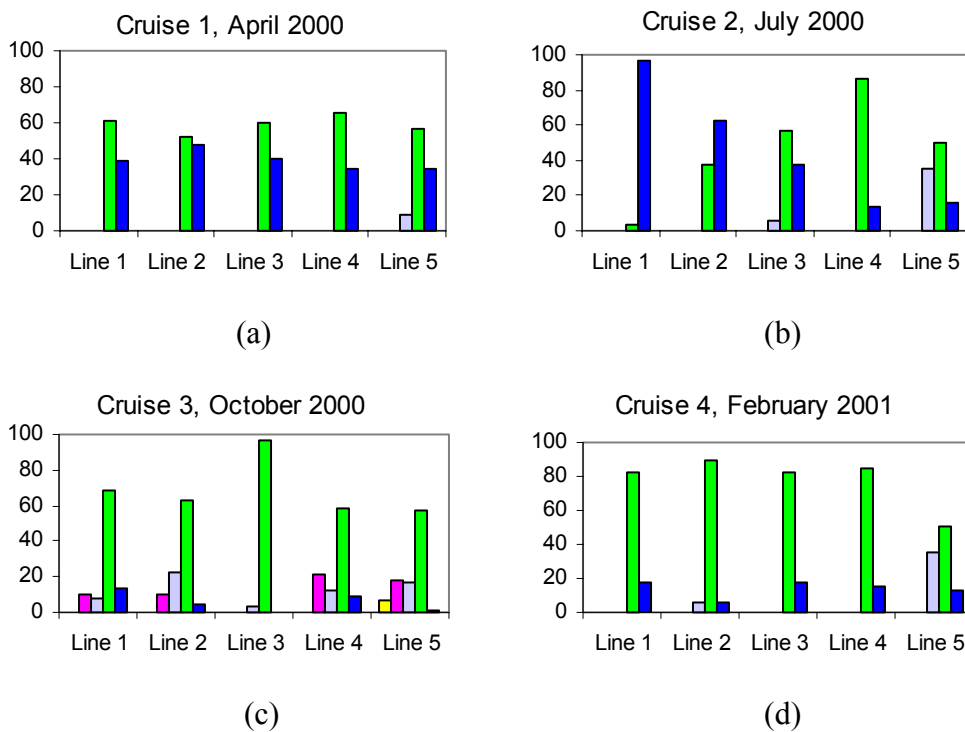 Cruise 1, April 2000
100
80
60
40
20
0
Line 1 Line 2 Line 3 Line 4 Line 5
(a)
Cruise 2, July 2000
100
80
60
40
20
0
Line 1 Line 2 Line 3 Line 4 Line 5
(b)
Cruise 3, October 2000
100
80
60
40
20
0
Line 1 Line 2 Line 3 Line 4 Line 5
(c)
Cruise 4, February 2001
100
80
60
40
20
0
Line 1 Line 2 Line 3 Line 4 Line 5
(d)